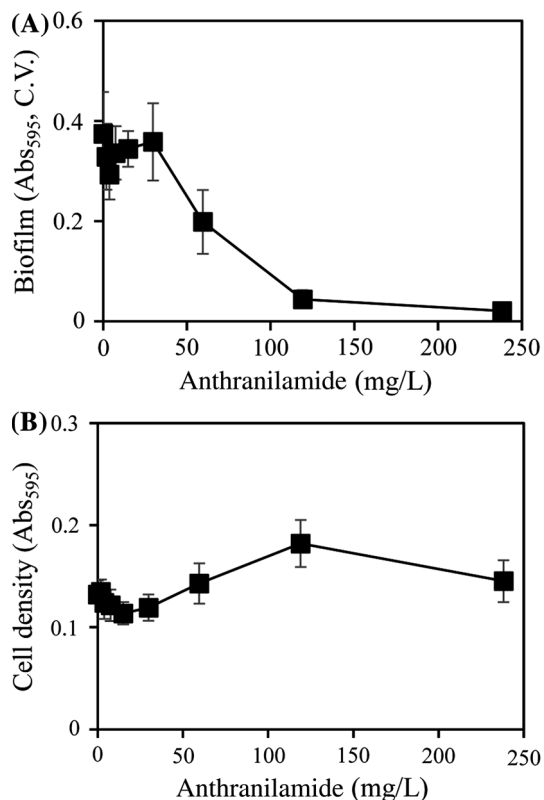 (A)
0.6
0.4
0.2
0
Biofilm (Abs595, C.V.)
0 50 100 150 200 250
Anthranilamide (mg/L)
(B)
0.3
0.2
0.1
0
Cell density (Abs595)
0 50 100 150 200 250
Anthranilamide (mg/L)